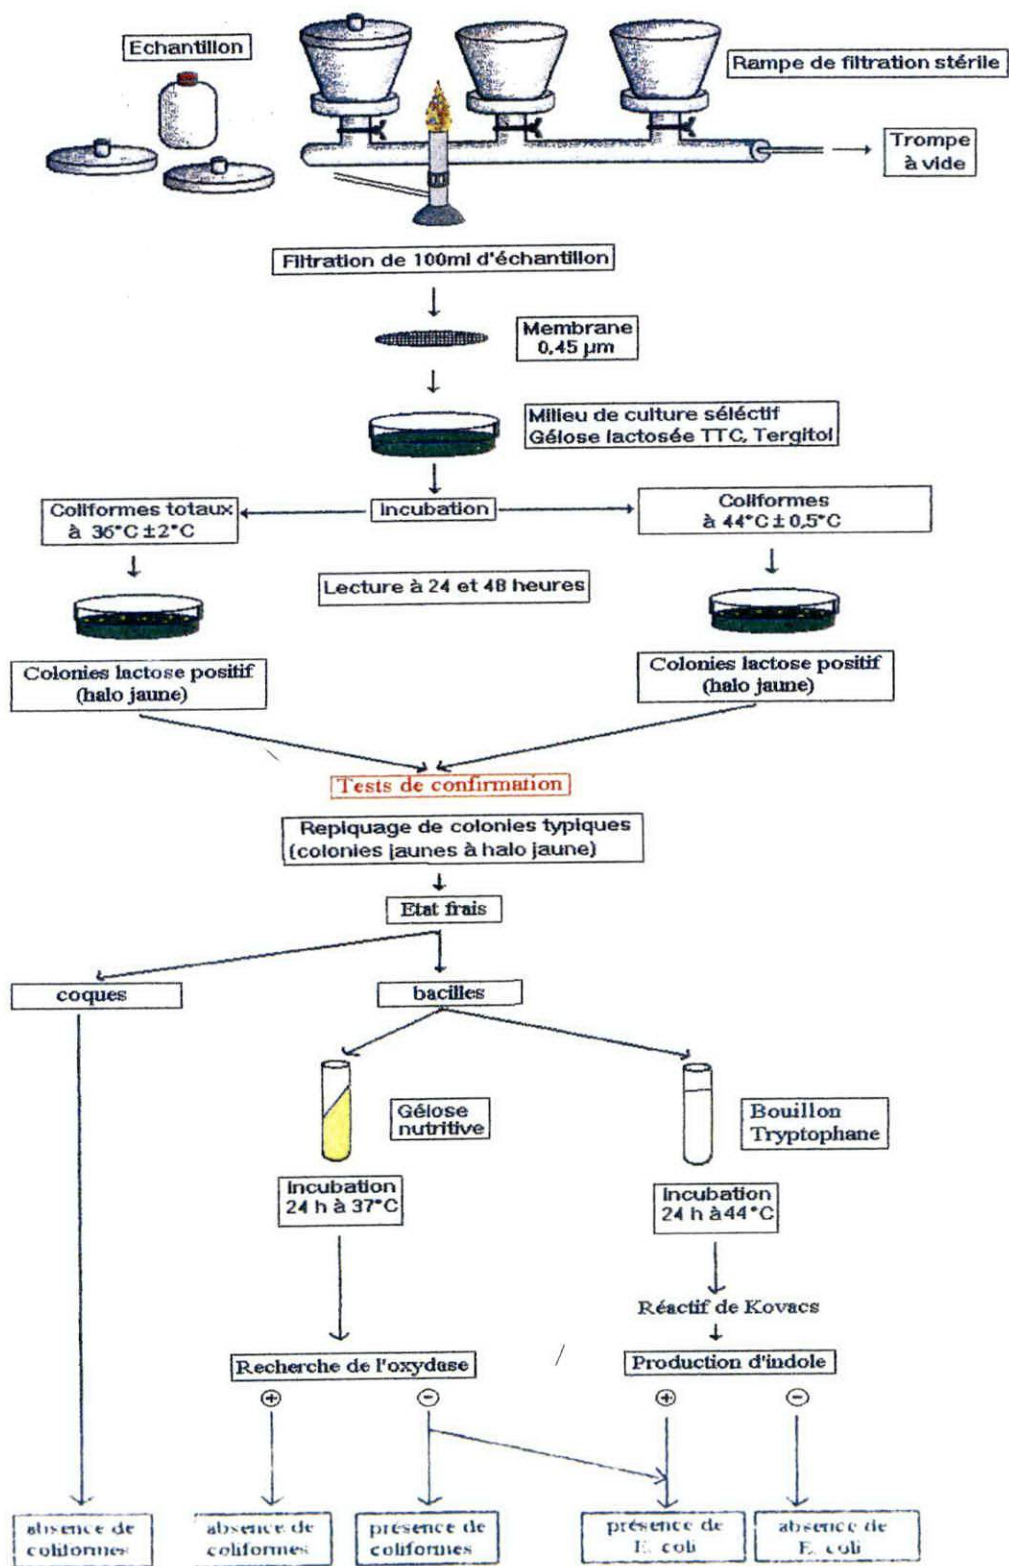 Echantillon
Rampe de filtration stérile
Trompe
à vide
Filtration de 100ml d'échantillon
Membrane
0,45 µm
Milieu de culture séléctif
Gélose lactosée TTC, Tergitol
Coliformes totaux
à 36°C ±2°C
Incubation
Coliformes
à 44°C ± 0,5°C
Lecture à 24 et 48 heures
Colonies lactose positif
(halo jaune)
Colonies lactose positif
(halo jaune)
Tests de confirmation
Repiquage de colonies typiques
(colonies jaunes à halo jaune)
Etat frais
coques
bacilles
Gélose
nutritive
Bouillon
Tryptophane
Incubation
24 h à 37°C
Incubation
24 h à 44°C
Réactif de Kovacs
Recherche de l'oxydase
Production d'indole
+
-
+
-
absence de
coliformes
absence de
coliformes
présence de
coliformes
présence de
E. coli
absence de
E. coli